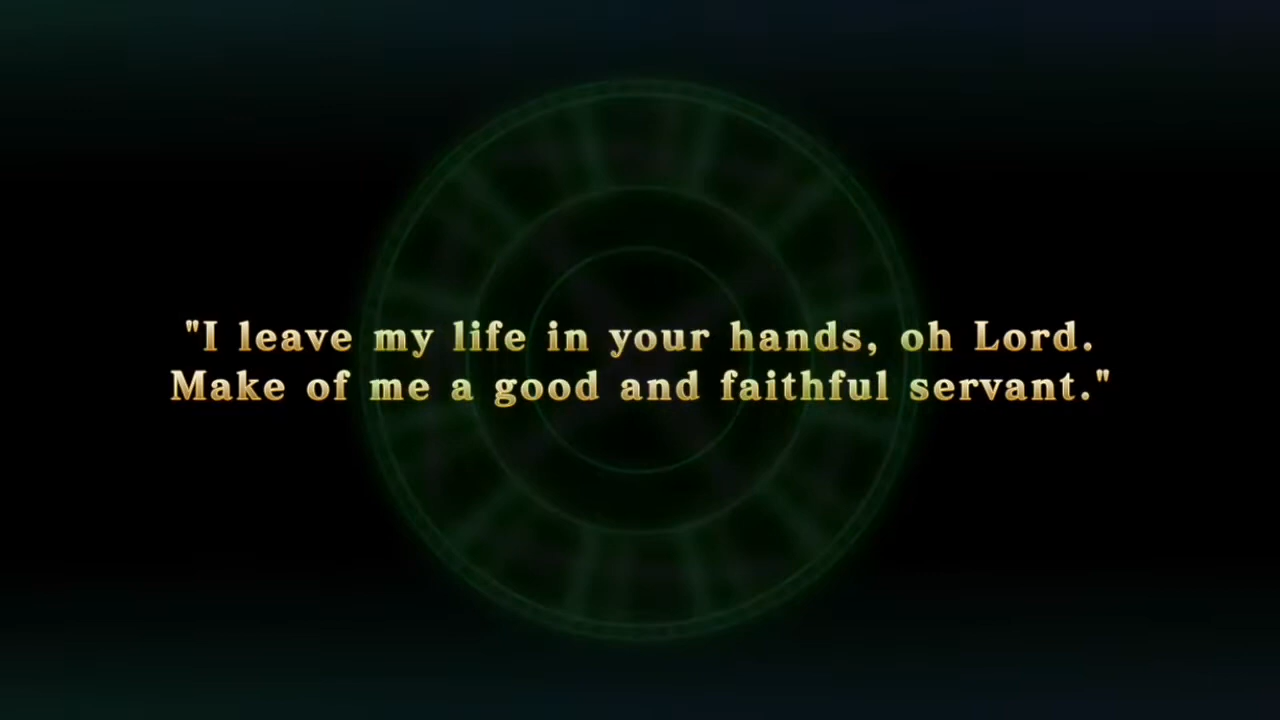 "I leave my life in your hands, oh Lord.
Make of me a good and faithful servant."